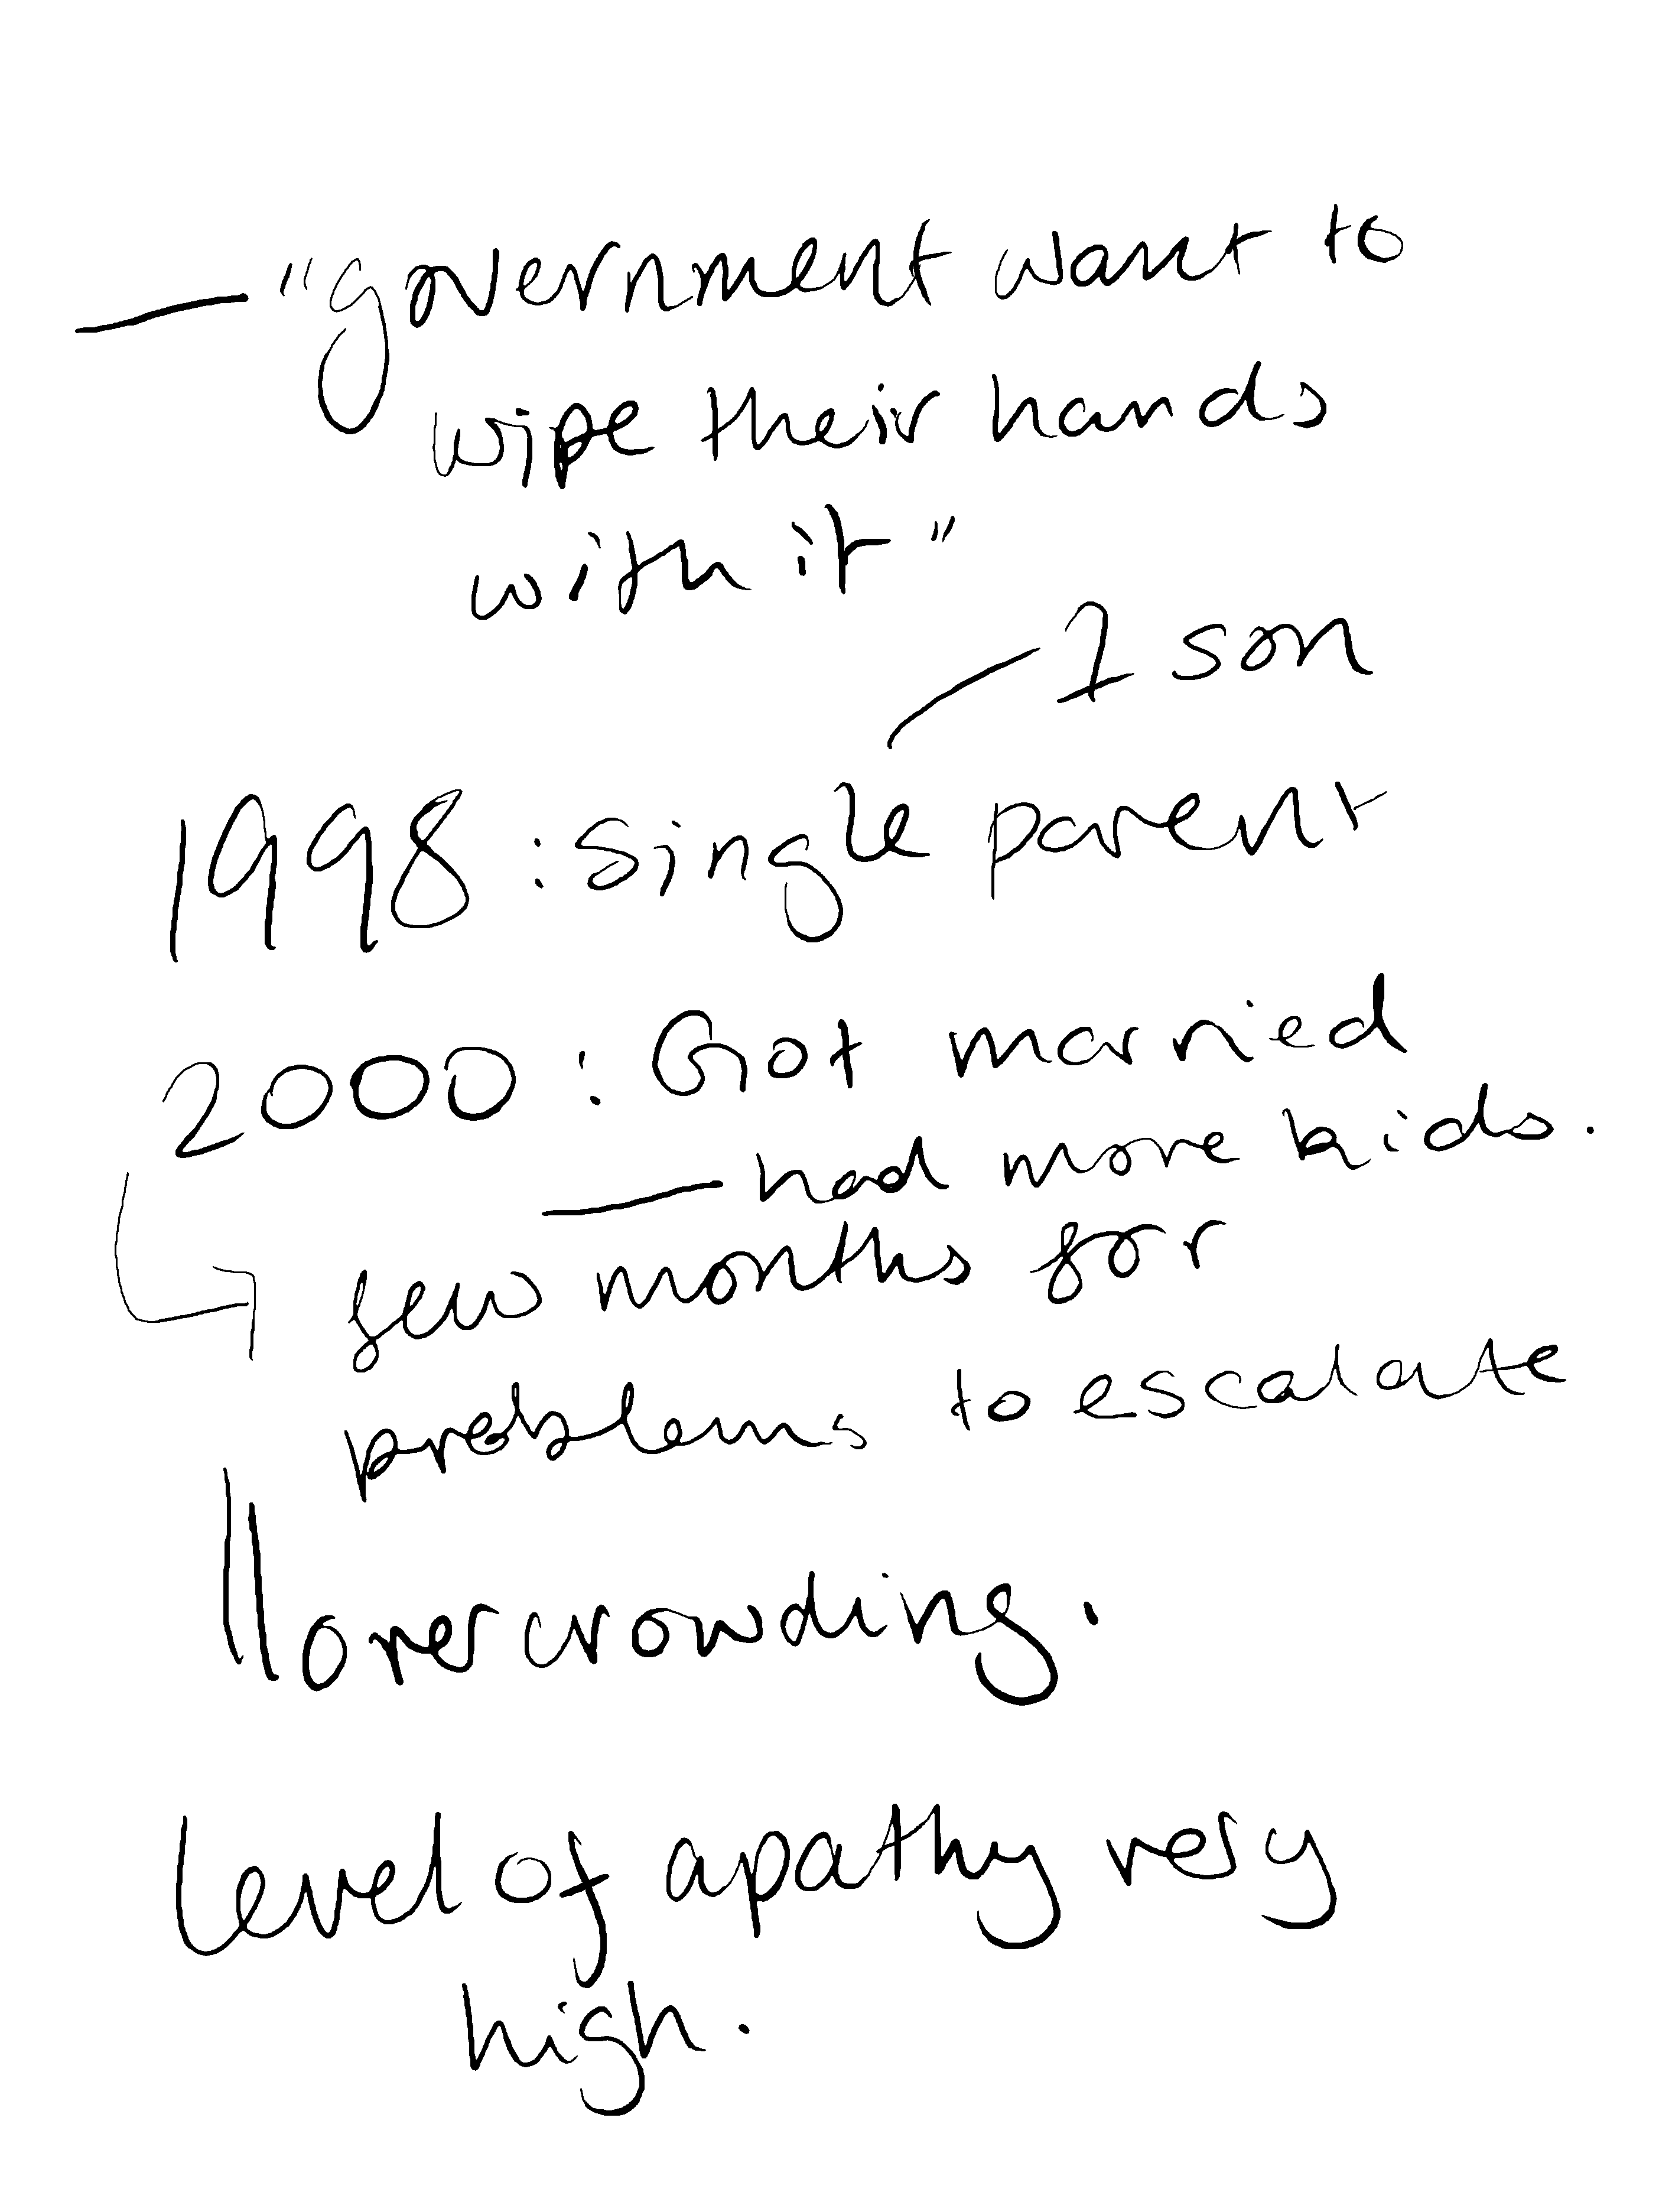 — "government want to
wipe their hands
with it"
— 1 son
1998 : single parent
2000 : Got married
— had more kids.
few months for
problems to escalate
overcrowding.
level of apathy very
high.